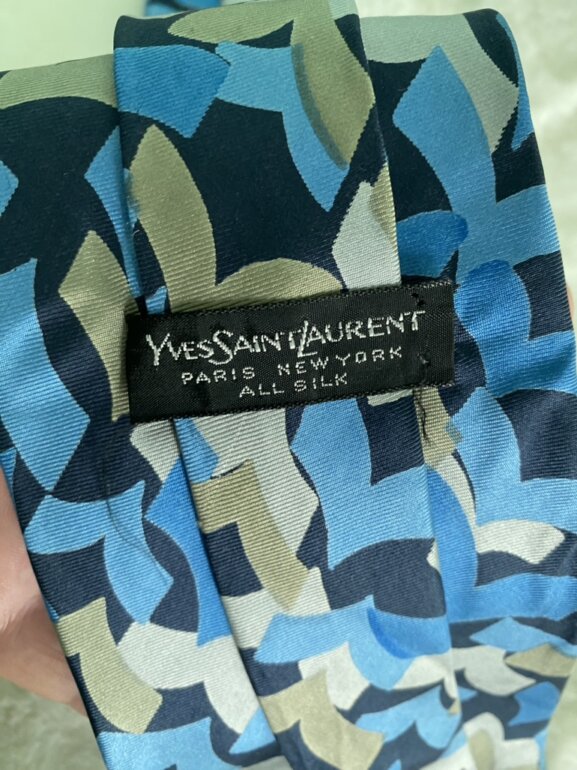 YVES SAINT LAURENT
PARIS NEW YORK
ALL SILK